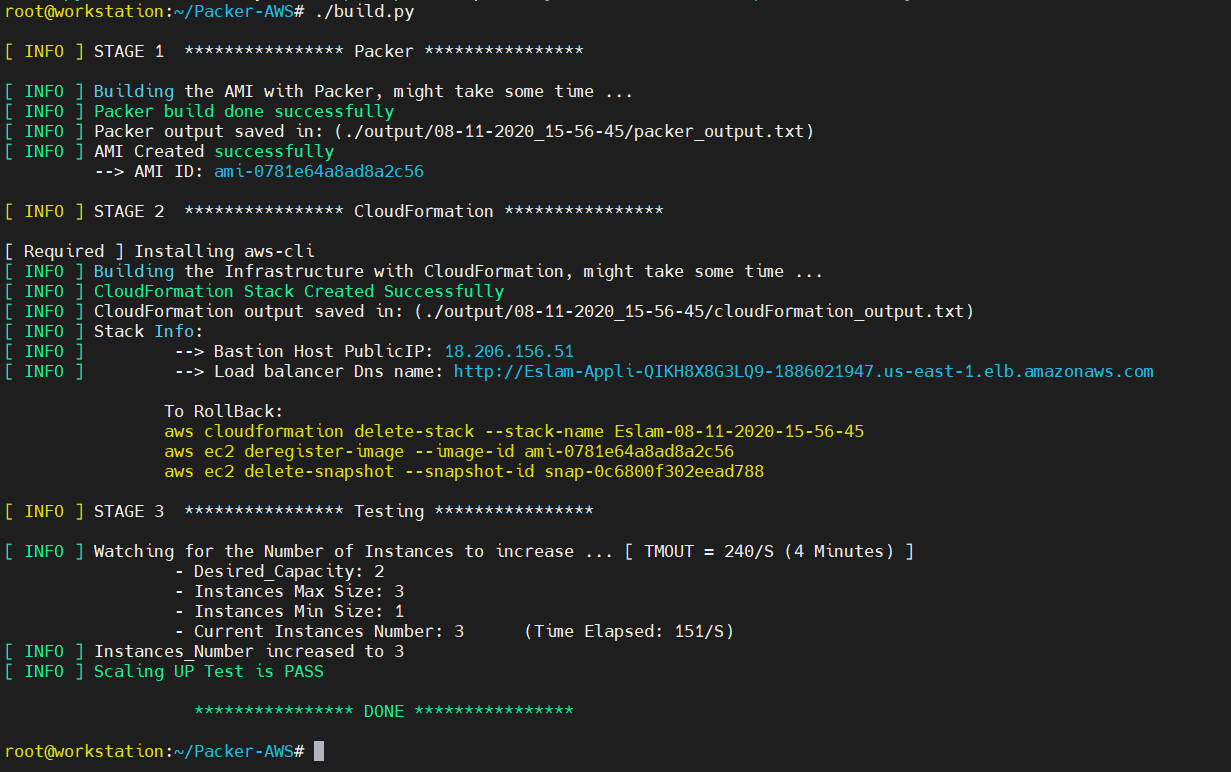 root@workstation:~/Packer-AWS# ./build.py
[ INFO ] STAGE 1  **************** Packer ****************
[ INFO ] Building the AMI with Packer, might take some time ...
[ INFO ] Packer build done successfully
[ INFO ] Packer output saved in: (./output/08-11-2020_15-56-45/packer_output.txt)
[ INFO ] AMI Created successfully
--> AMI ID: ami-0781e64a8ad8a2c56
[ INFO ] STAGE 2  **************** CloudFormation ****************
[ Required ] Installing aws-cli
[ INFO ] Building the Infrastructure with CloudFormation, might take some time ...
[ INFO ] CloudFormation Stack Created Successfully
[ INFO ] CloudFormation output saved in: (./output/08-11-2020_15-56-45/cloudFormation_output.txt)
[ INFO ] Stack Info:
[ INFO ]         --> Bastion Host PublicIP: 18.206.156.51
[ INFO ]         --> Load balancer Dns name: http://Eslam-Appli-QIKH8X8G3LQ9-1886021947.us-east-1.elb.amazonaws.com
To RollBack:
aws cloudformation delete-stack --stack-name Eslam-08-11-2020-15-56-45
aws ec2 deregister-image --image-id ami-0781e64a8ad8a2c56
aws ec2 delete-snapshot --snapshot-id snap-0c6800f302eead788
[ INFO ] STAGE 3  **************** Testing ****************
[ INFO ] Watching for the Number of Instances to increase ... [ TMOUT = 240/S (4 Minutes) ]
- Desired_Capacity: 2
- Instances Max Size: 3
- Instances Min Size: 1
- Current Instances Number: 3      (Time Elapsed: 151/S)
[ INFO ] Instances_Number increased to 3
[ INFO ] Scaling UP Test is PASS
**************** DONE ****************
root@workstation:~/Packer-AWS#